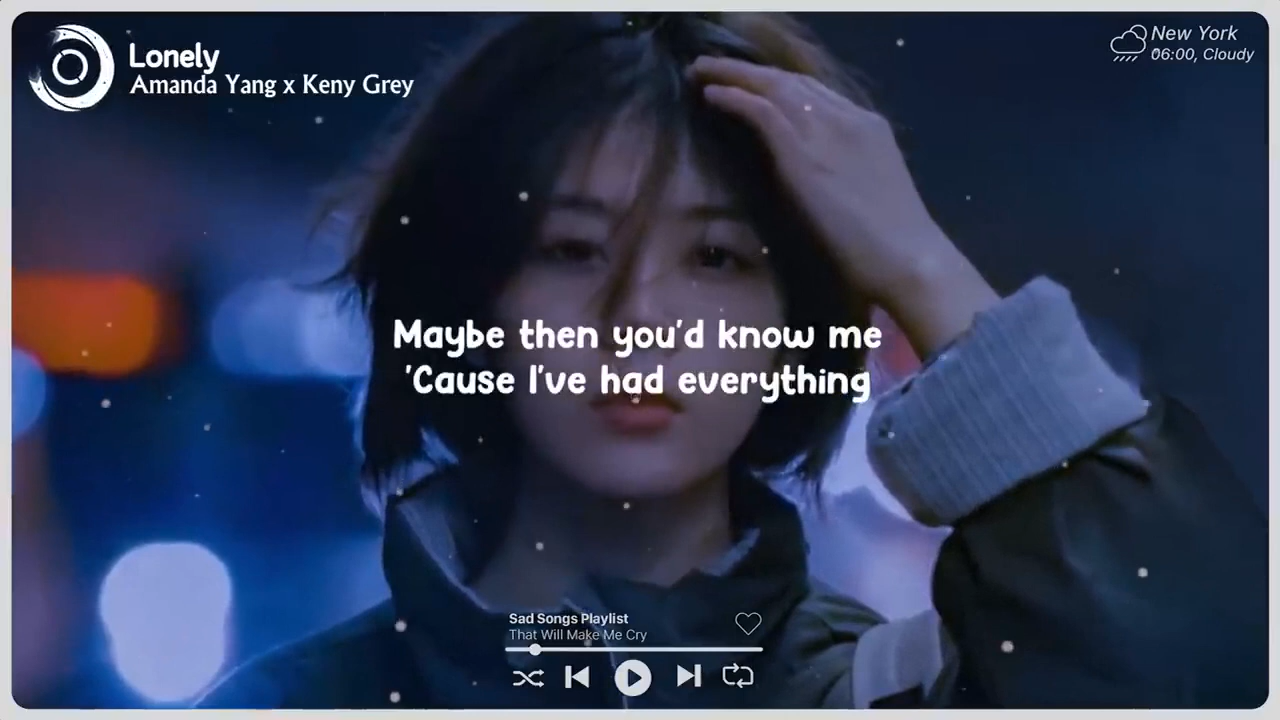 Lonely
Amanda Yang x Keny Grey
New York
06:00, Cloudy
Maybe then you'd know me
'Cause I've had everything
Sad Songs Playlist
That Will Make Me Cry